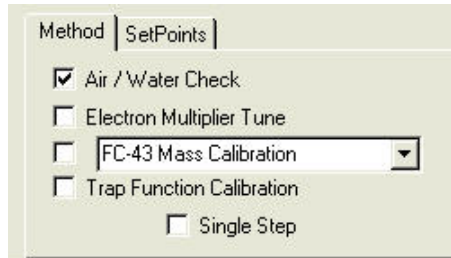 Method SetPoints
Air / Water Check
Electron Multiplier Tune
FC-43 Mass Calibration
Trap Function Calibration
Single Step